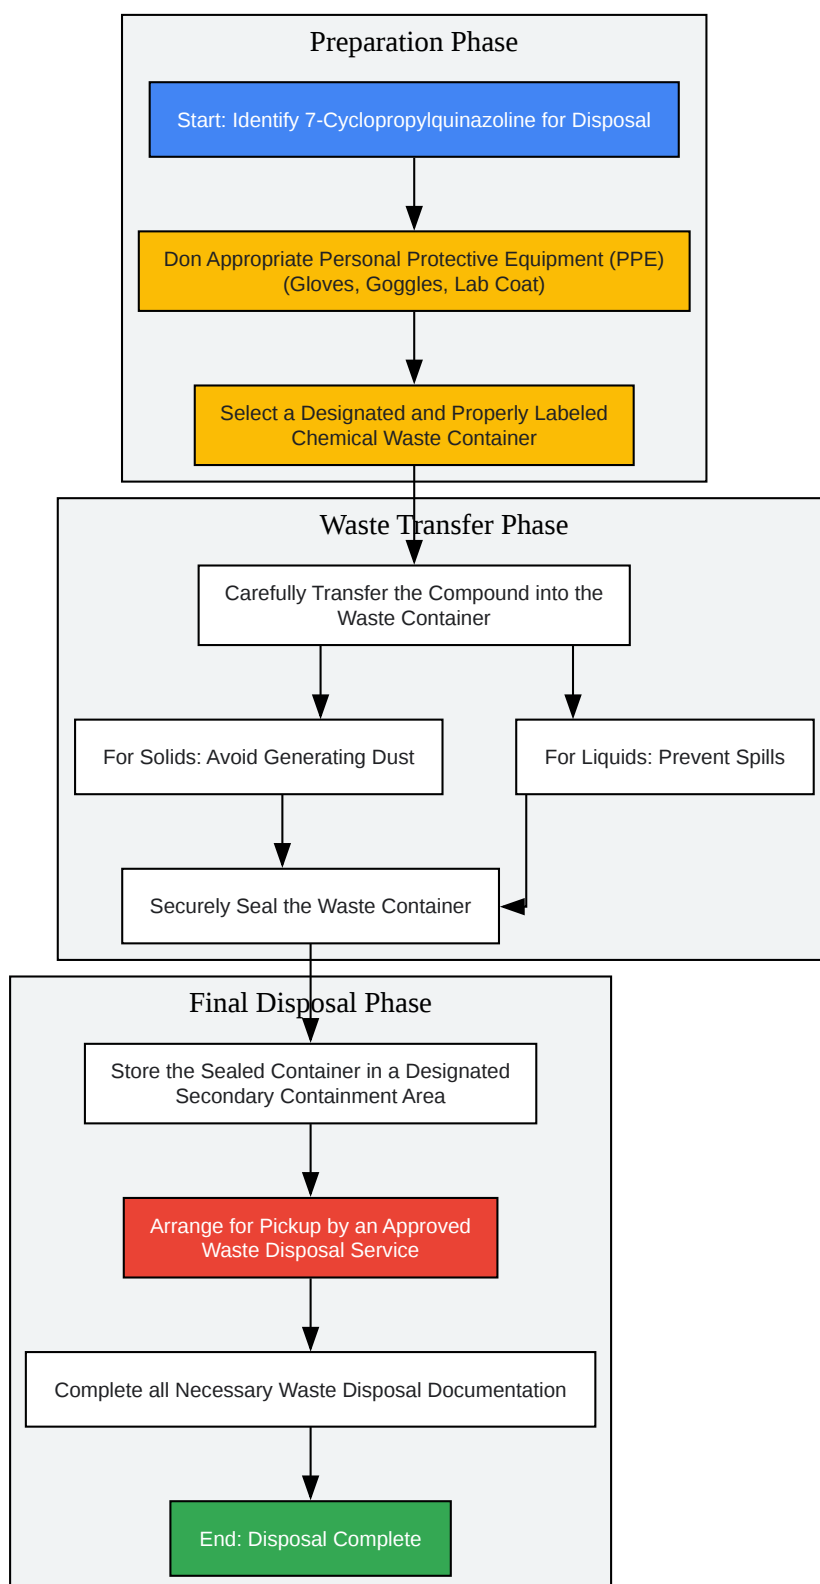 Preparation Phase
Start: Identify 7-Cyclopropylquinazoline for Disposal
Don Appropriate Personal Protective Equipment (PPE)
(Gloves, Goggles, Lab Coat)
Select a Designated and Properly Labeled
Chemical Waste Container
Waste Transfer Phase
Carefully Transfer the Compound into the
Waste Container
For Solids: Avoid Generating Dust
For Liquids: Prevent Spills
Securely Seal the Waste Container
Final Disposal Phase
Store the Sealed Container in a Designated
Secondary Containment Area
Arrange for Pickup by an Approved
Waste Disposal Service
Complete all Necessary Waste Disposal Documentation
End: Disposal Complete